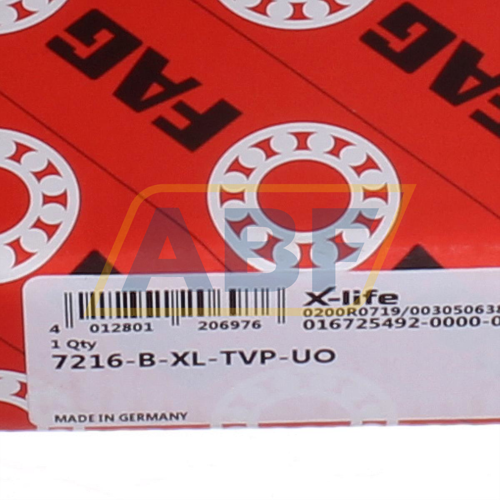 FAG
FAG
ABF
X-life
0200R0719/003050638
016725492-0000-0
4 012801 206976
1 Qty
7216-B-XL-TVP-UO
MADE IN GERMANY